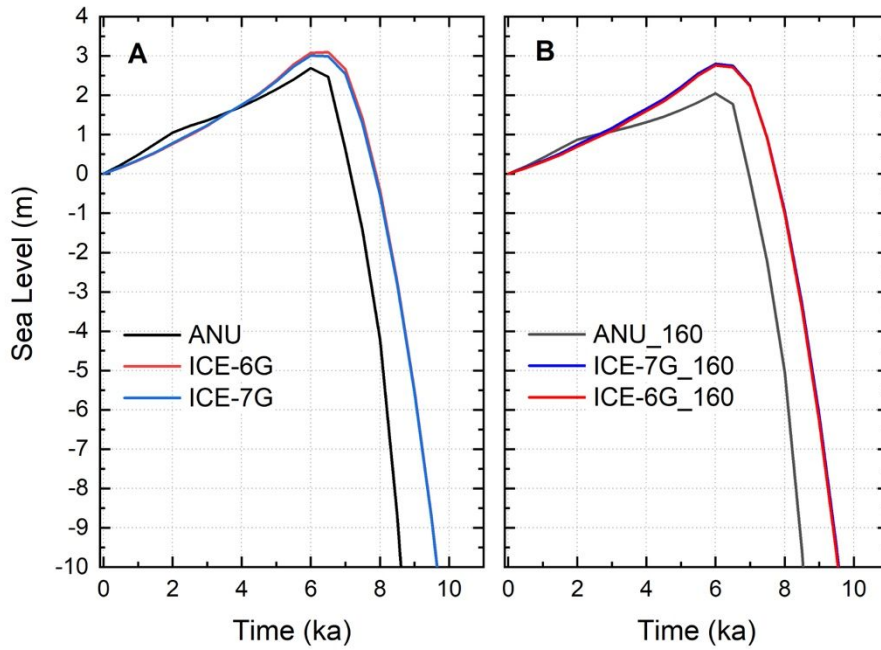 A
B
Sea Level (m)
4
3
2
1
0
-1
-2
-3
-4
-5
-6
-7
-8
-9
-10
ANU
ICE-6G
ICE-7G
ANU_160
ICE-7G_160
ICE-6G_160
0 2 4 6 8 10
0 2 4 6 8 10
Time (ka)
Time (ka)